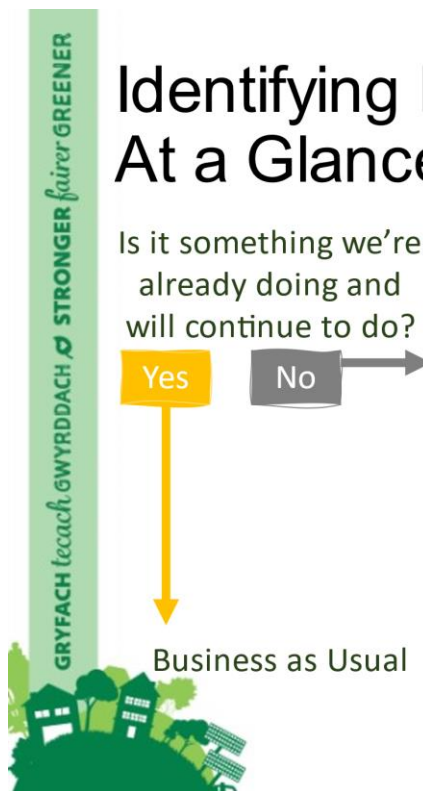 GRYFACH tecach GWYRDDACH STRONGER fairer GREENER
Identifying
At a Glance
Is it something we're
already doing and
will continue to do?
Yes
No
Business as Usual